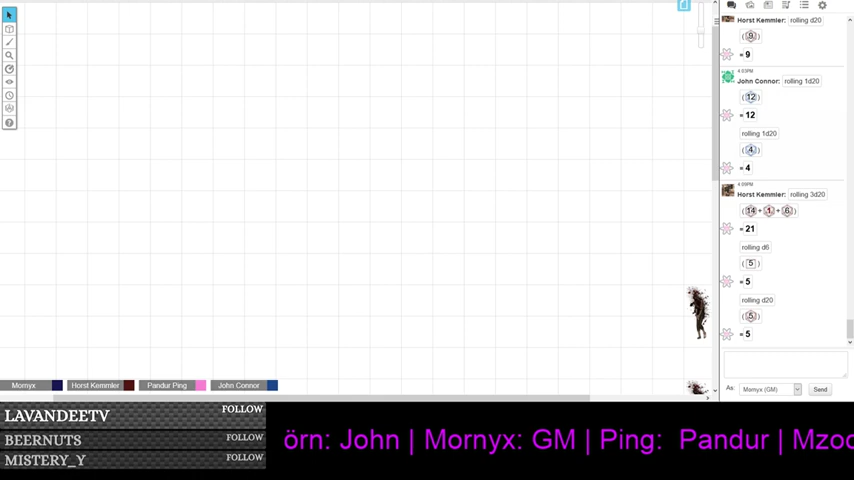 Horst Kemmler: rolling d20
(9)
= 9
4:03PM
John Connor: rolling 1d20
(12)
= 12
rolling 1d20
(4)
= 4
4:09PM
Horst Kemmler: rolling 3d20
(14+1+6)
= 21
rolling d6
(5)
= 5
rolling d20
(5)
= 5
As: Mornyx (GM) Send
Mornyx Horst Kemmler Pandur Ping John Connor
LAVANDEETV FOLLOW
BEERNUTS FOLLOW
MISTERY_Y FOLLOW
örn: John | Mornyx: GM | Ping: Pandur | Mzoo